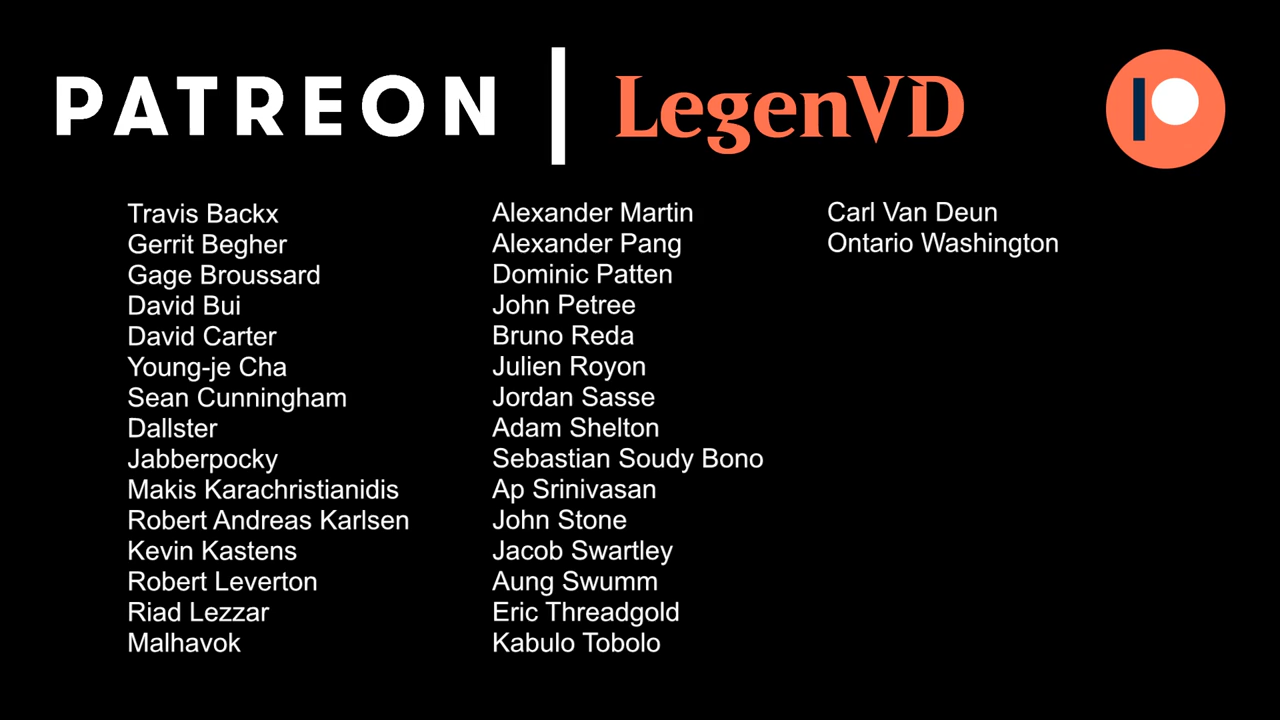 PATREON | LegenVD
Travis Backx
Gerrit Begher
Gage Broussard
David Bui
David Carter
Young-je Cha
Sean Cunningham
Dallster
Jabberpocky
Makis Karachristianidis
Robert Andreas Karlsen
Kevin Kastens
Robert Leverton
Riad Lezzar
Malhavok
Alexander Martin
Alexander Pang
Dominic Patten
John Petree
Bruno Reda
Julien Royon
Jordan Sasse
Adam Shelton
Sebastian Soudy Bono
Ap Srinivasan
John Stone
Jacob Swartley
Aung Swumm
Eric Threadgold
Kabulo Tobolo
Carl Van Deun
Ontario Washington